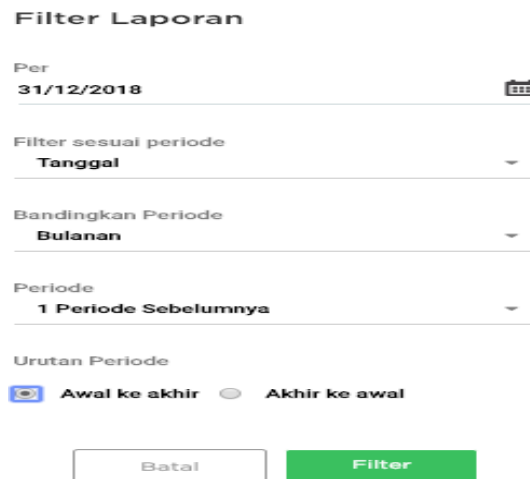 Filter Laporan
Per
31/12/2018
Filter sesuai periode
Tanggal
Bandingkan Periode
Bulanan
Periode
1 Periode Sebelumnya
Urutan Periode
Awal ke akhir Akhir ke awal
Batal Filter